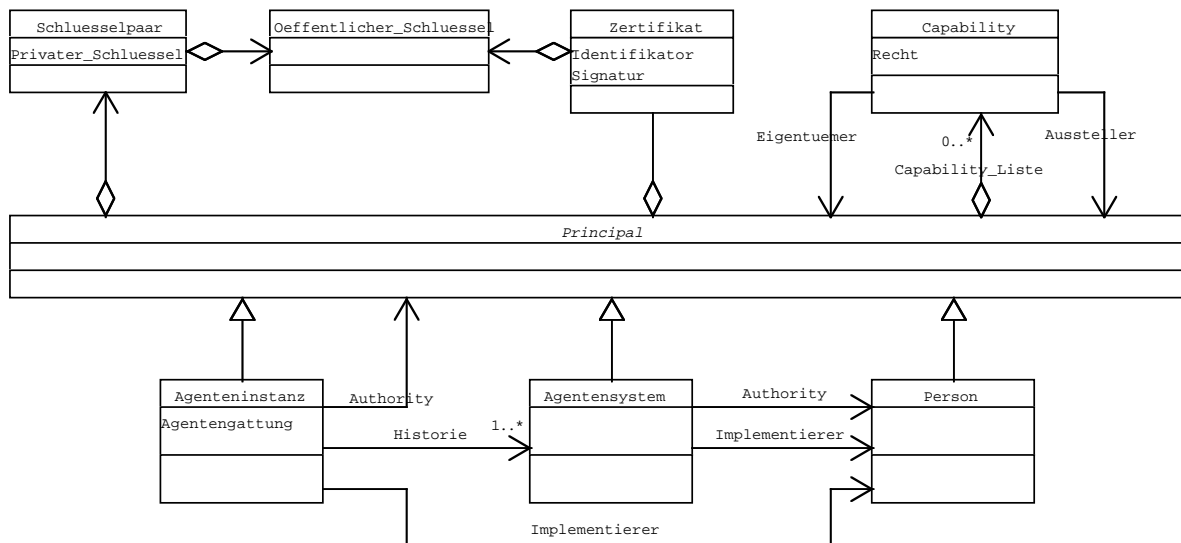 Schluesselpaar
Privater_Schluessel
Oeffentlicher_Schluessel
Zertifikat
Identifikator
Signatur
Capability
Recht
Eigentuemer
0..*
Aussteller
Capability_Liste
Principal
Agenteninstanz
Agentengattung
Authority
Historie
1..*
Agentensystem
Authority
Implementierer
Person
Implementierer